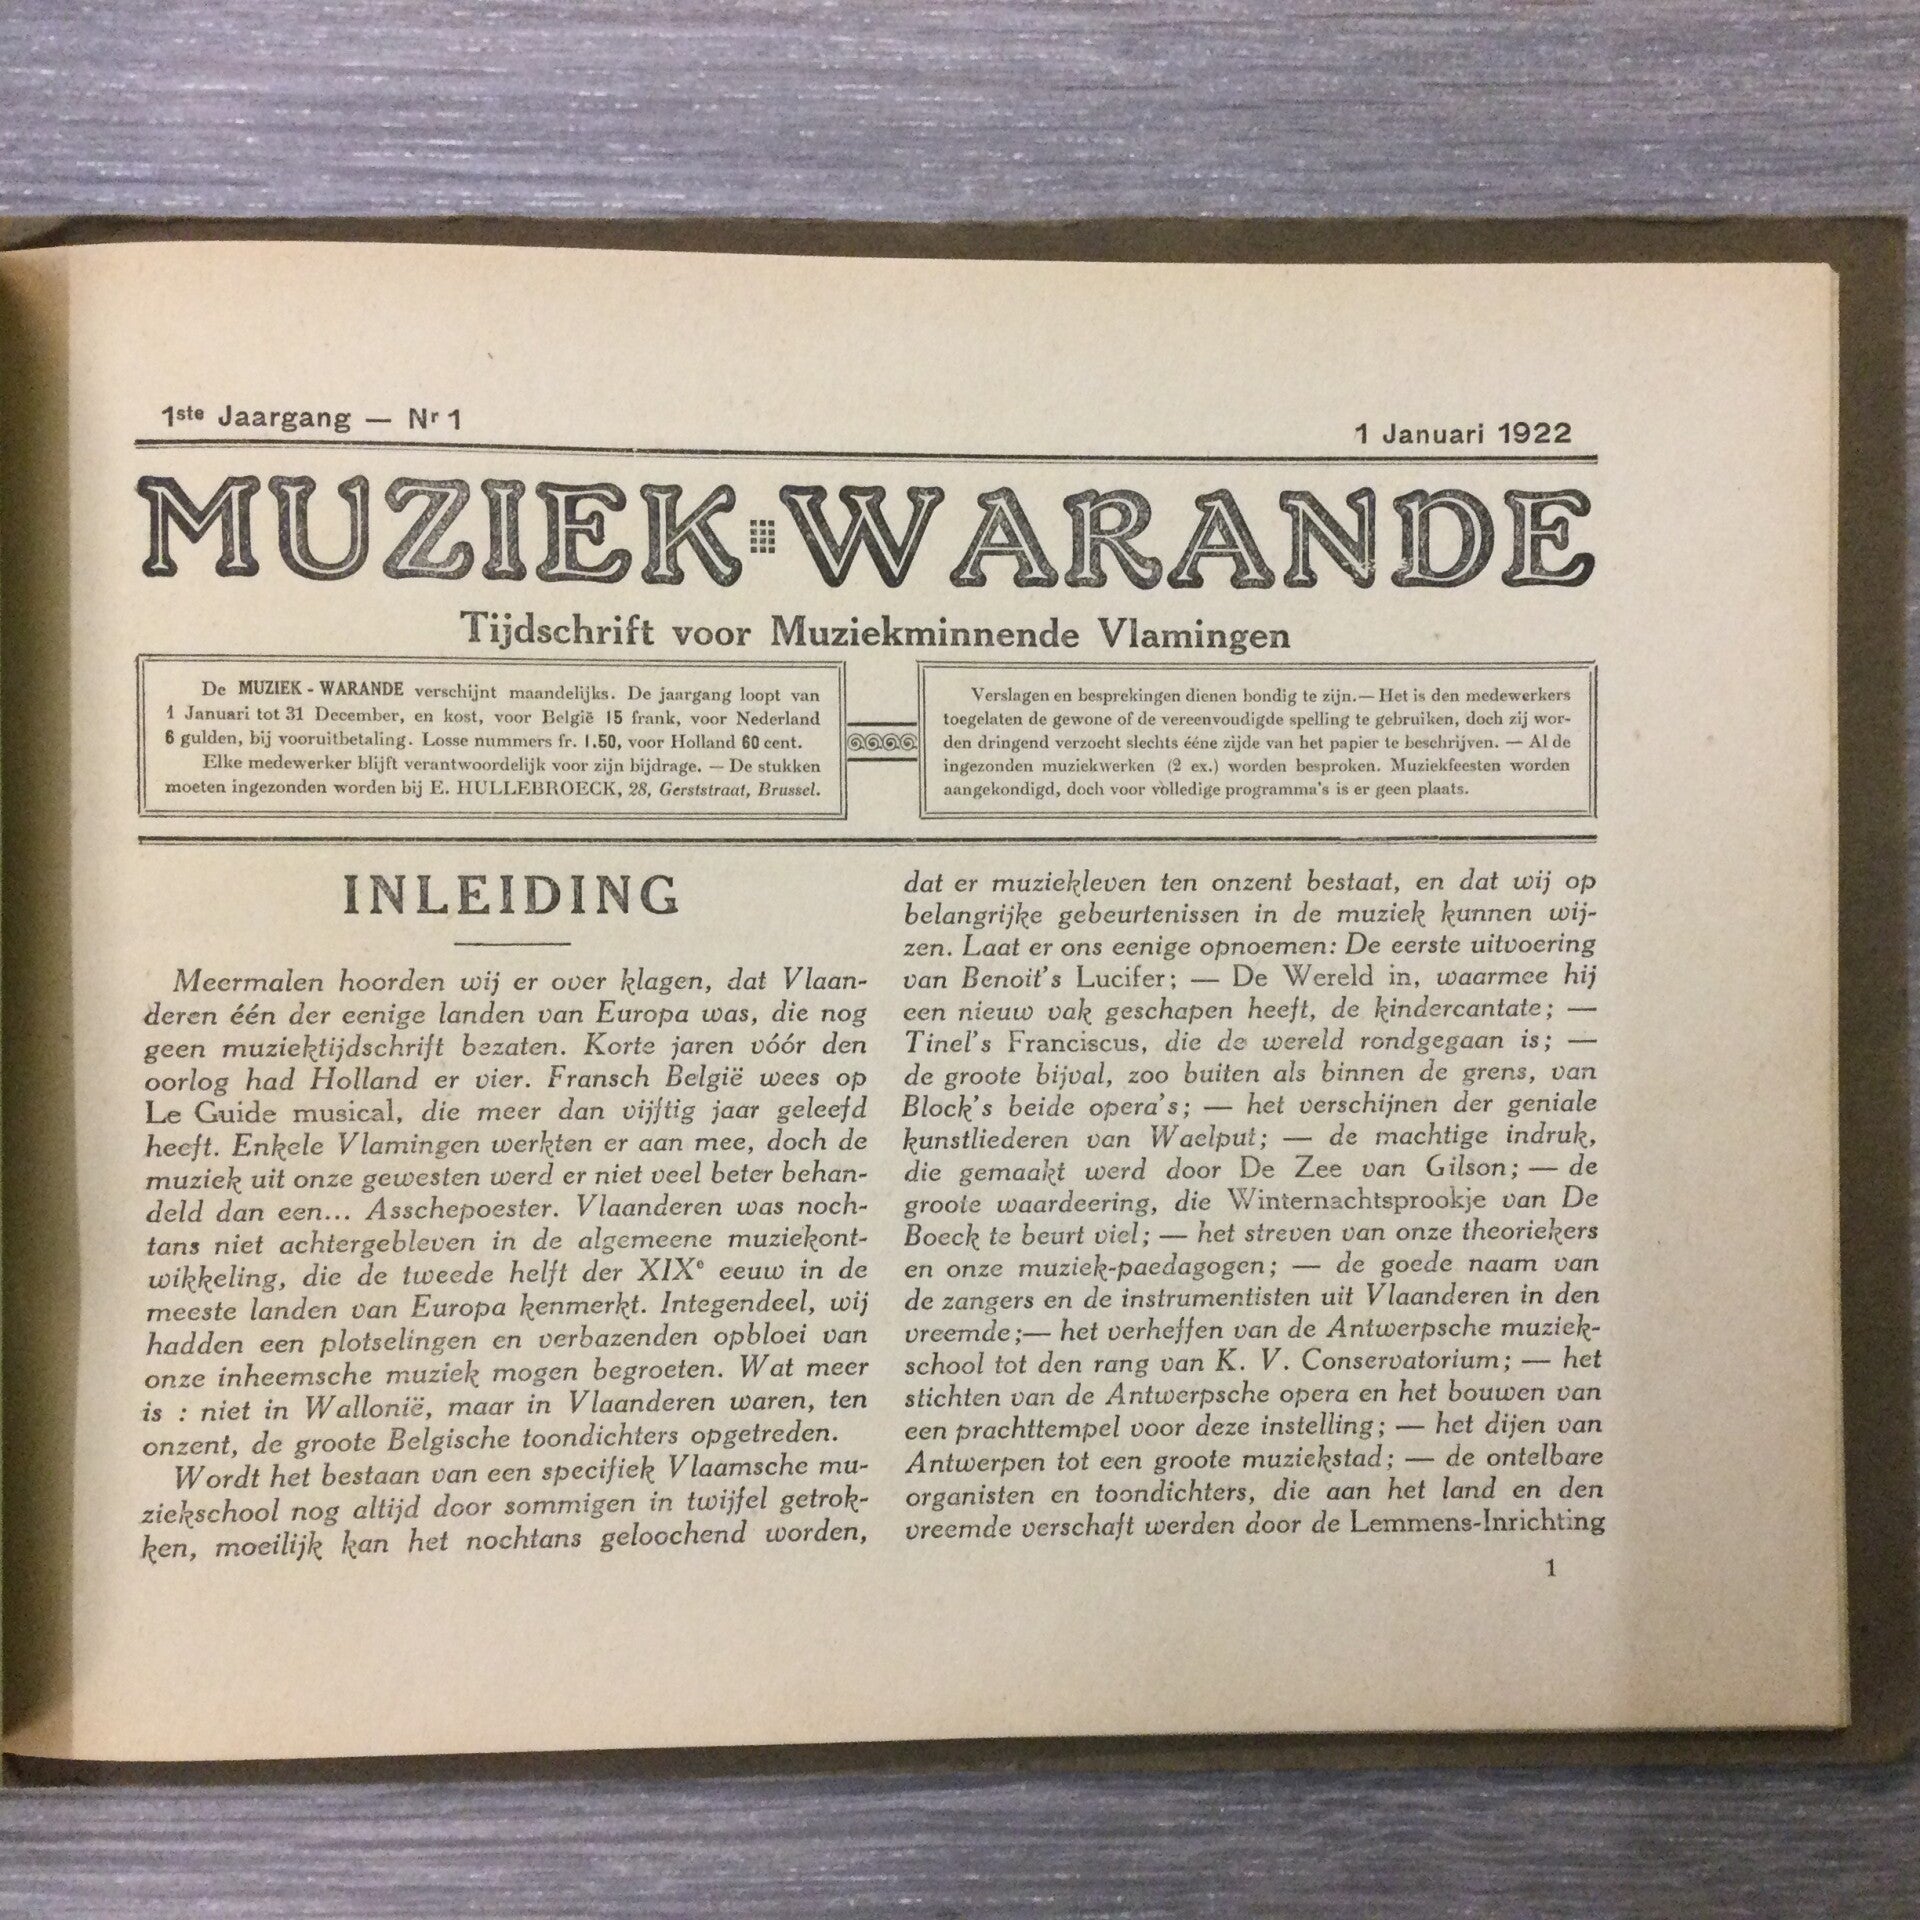 1ste Jaargang — Nr 1
1 Januari 1922
MUZIEK-WARANDE
Tijdschrift voor Muziekminnende Vlamingen
De MUZIEK - WARANDE verschijnt maandelijks. De jaargang loopt van
1 Januari tot 31 December, en kost, voor België 15 frank, voor Nederland
6 gulden, bij vooruitbetaling. Losse nummers fr. 1.50, voor Holland 60 cent.
Elke medewerker blijft verantwoordelijk voor zijn bijdrage. — De stukken
moeten ingezonden worden bij E. HULLEBROECK, 28, Gerststraat, Brussel.
Verslagen en besprekingen dienen bondig te zijn.— Het is den medewerkers
toegelaten de gewone of de vereenvoudigde spelling te gebruiken, doch zij wor-
den dringend verzocht slechts ééne zijde van het papier te beschrijven. — Al de
ingezonden muziekwerken (2 ex.) worden besproken. Muziekfeesten worden
aangekondigd, doch voor volledige programma's is er geen plaats.
INLEIDING
Meermalen hoorden wij er over klagen, dat Vlaan-
deren één der eenige landen van Europa was, die nog
geen muziektijdschrift bezaten. Korte jaren vóór den
oorlog had Holland er vier. Fransch België wees op
Le Guide musical, die meer dan vijftig jaar geleefd
heeft. Enkele Vlamingen werkten er aan mee, doch de
muziek uit onze gewesten werd er niet veel beter behan-
deld dan een... Asschepoester. Vlaanderen was noch-
tans niet achtergebleven in de algemeene muziekont-
wikkeling, die de tweede helft der XIXe eeuw in de
meeste landen van Europa kenmerkt. Integendeel, wij
hadden een plotselingen en verbazenden opbloei van
onze inheemsche muziek mogen begroeten. Wat meer
is : niet in Wallonië, maar in Vlaanderen waren, ten
onzent, de groote Belgische toondichters opgetreden.
Wordt het bestaan van een specifiek Vlaamsche mu-
ziekschool nog altijd door sommigen in twijfel getrok-
ken, moeilijk kan het nochtans geloochend worden,
dat er muziekleven ten onzent bestaat, en dat wij op
belangrijke gebeurtenissen in de muziek kunnen wij-
zen. Laat er ons eenige opnoemen: De eerste uitvoering
van Benoit's Lucifer; — De Wereld in, waarmee hij
een nieuw vak geschapen heeft, de kindercantate; —
Tinel's Franciscus, die de wereld rondgegaan is; —
de groote bijval, zoo buiten als binnen de grens, van
Block's beide opera's; — het verschijnen der geniale
kunstliederen van Waelput; — de machtige indruk,
die gemaakt werd door De Zee van Gilson; — de
groote waardeering, die Winternachtsprookje van De
Boeck te beurt viel; — het streven van onze theoriekers
en onze muziek-paedagogen; — de goede naam van
de zangers en de instrumentisten uit Vlaanderen in den
vreemde;— het verheffen van de Antwerpsche muziek-
school tot den rang van K. V. Conservatorium; — het
stichten van de Antwerpsche opera en het bouwen van
een prachttempel voor deze instelling; — het dijen van
Antwerpen tot een groote muziekstad; — de ontelbare
organisten en toondichters, die aan het land en den
vreemde verschaft werden door de Lemmens-Inrichting
1